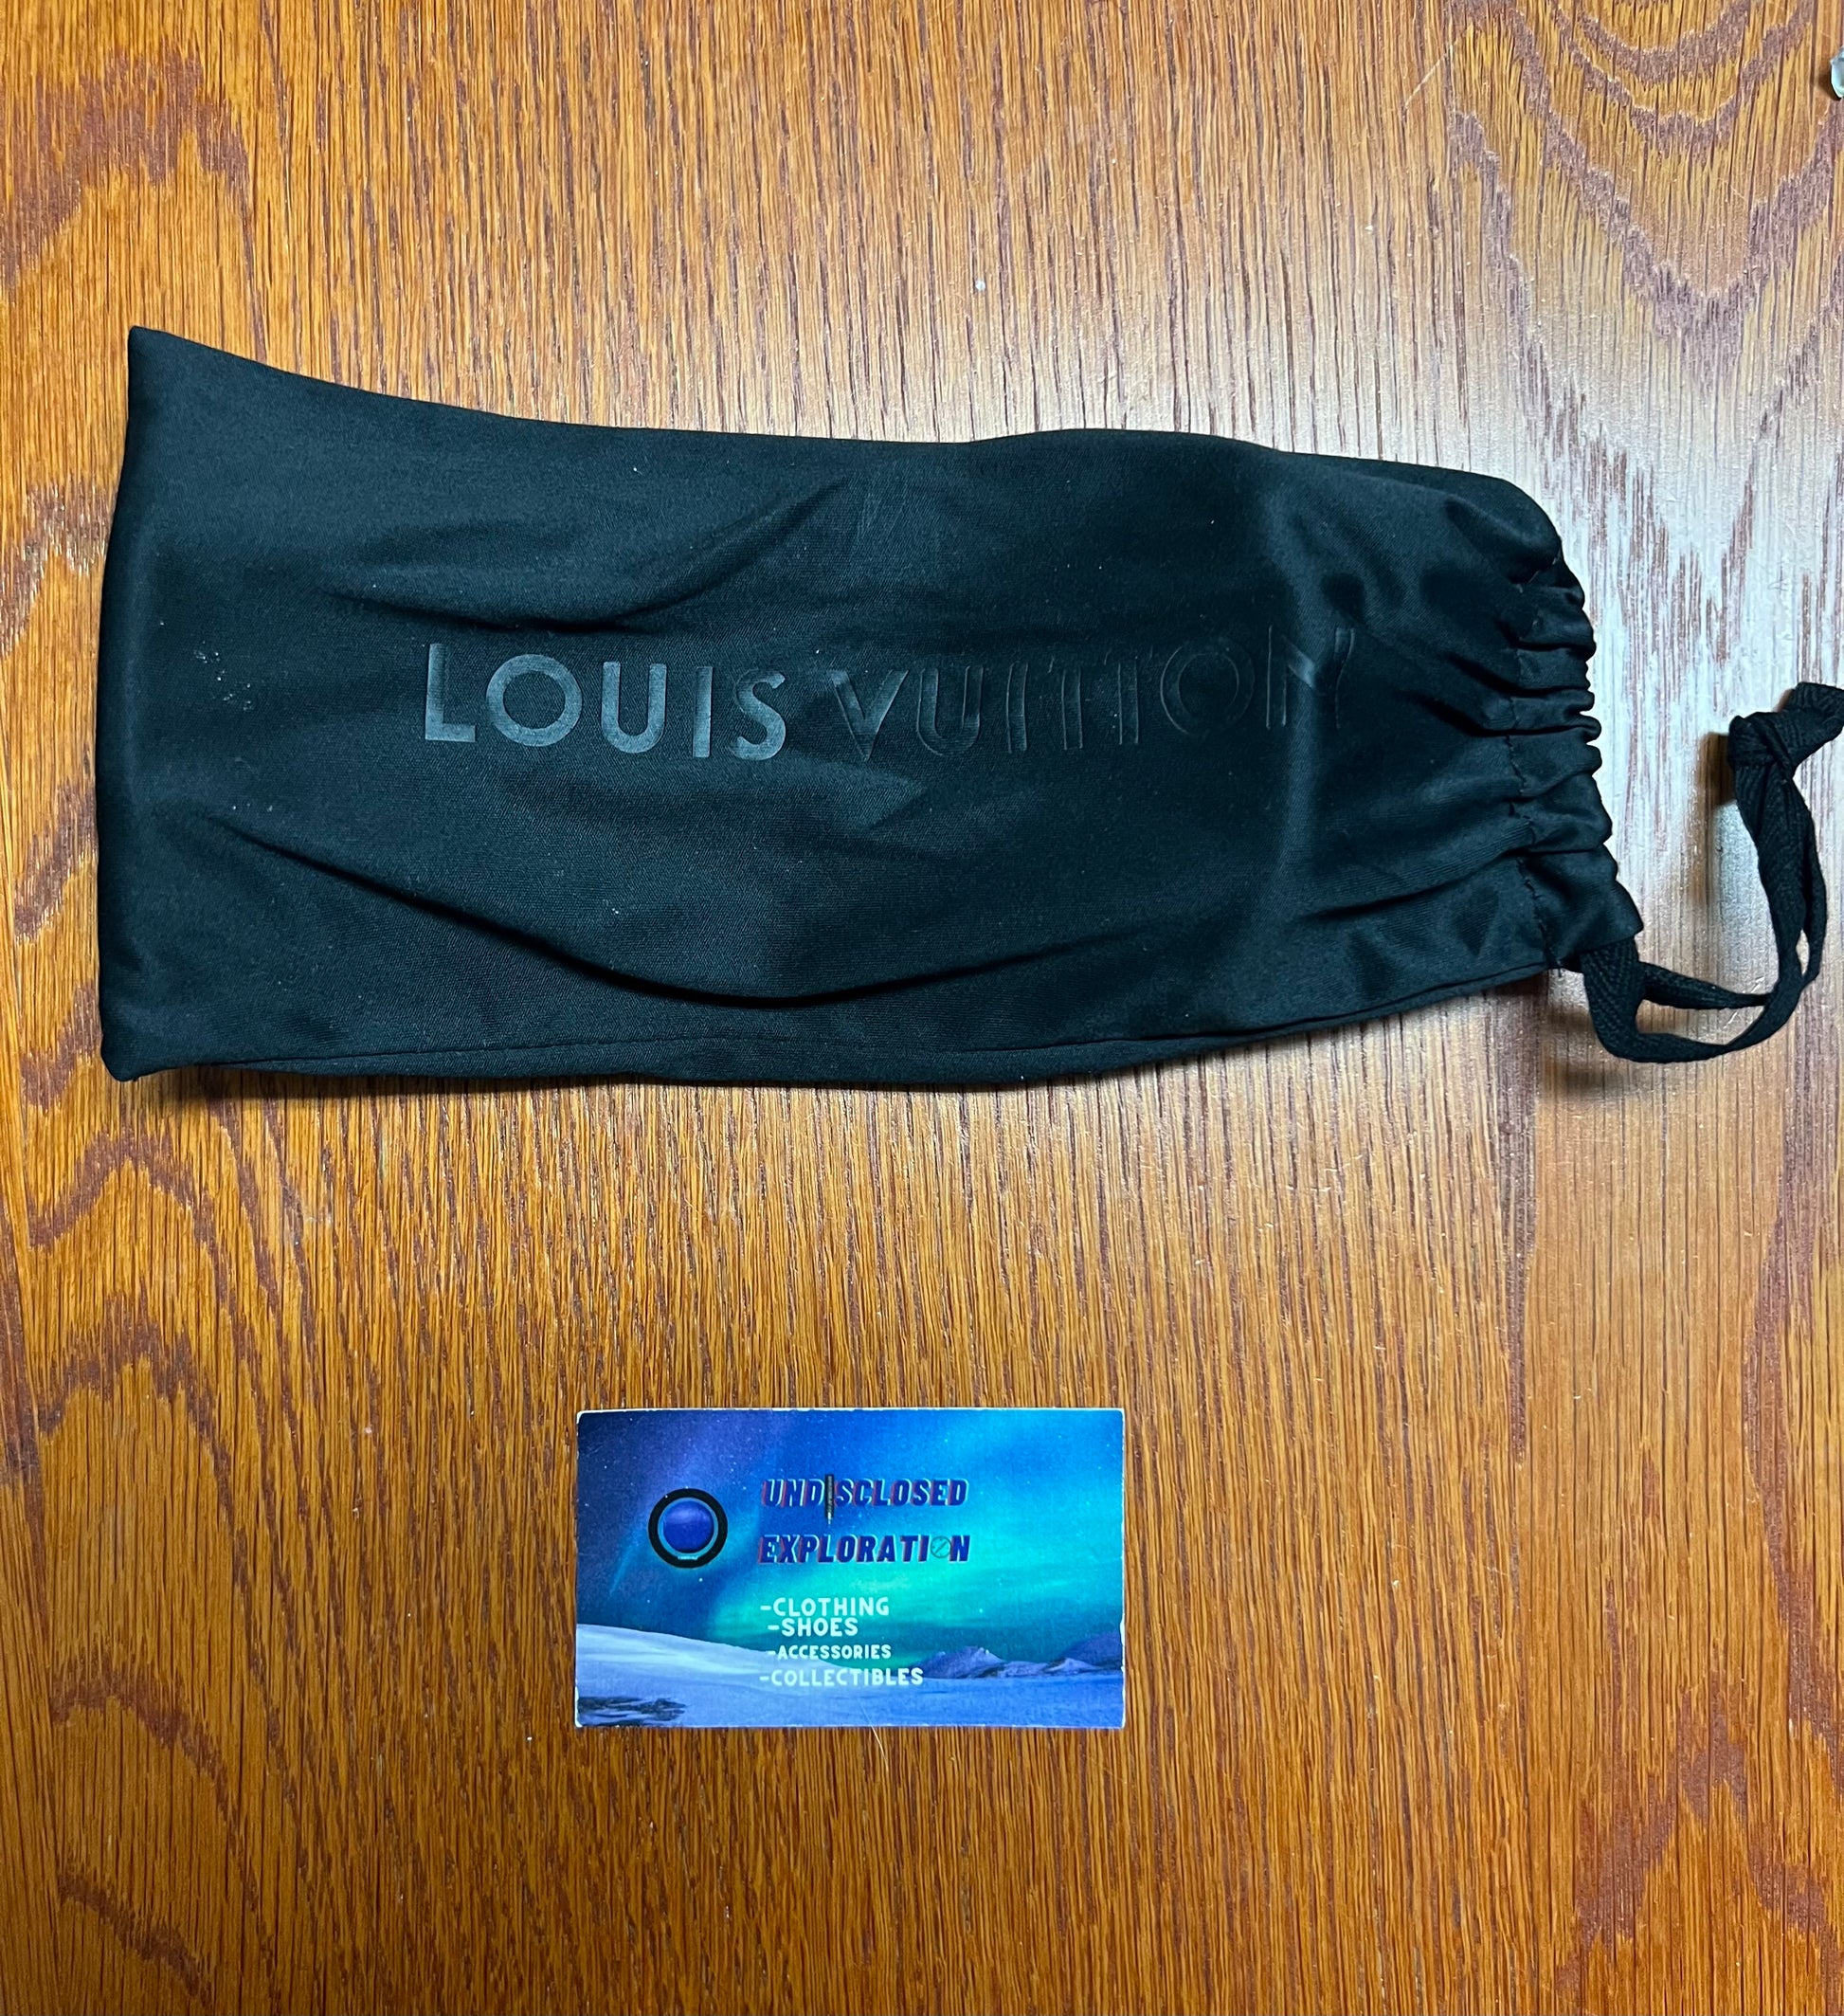 LOUIS VUITTON
UNDISCLOSED
EXPLORATION
-CLOTHING
-SHOES
-ACCESSORIES
-COLLECTIBLES